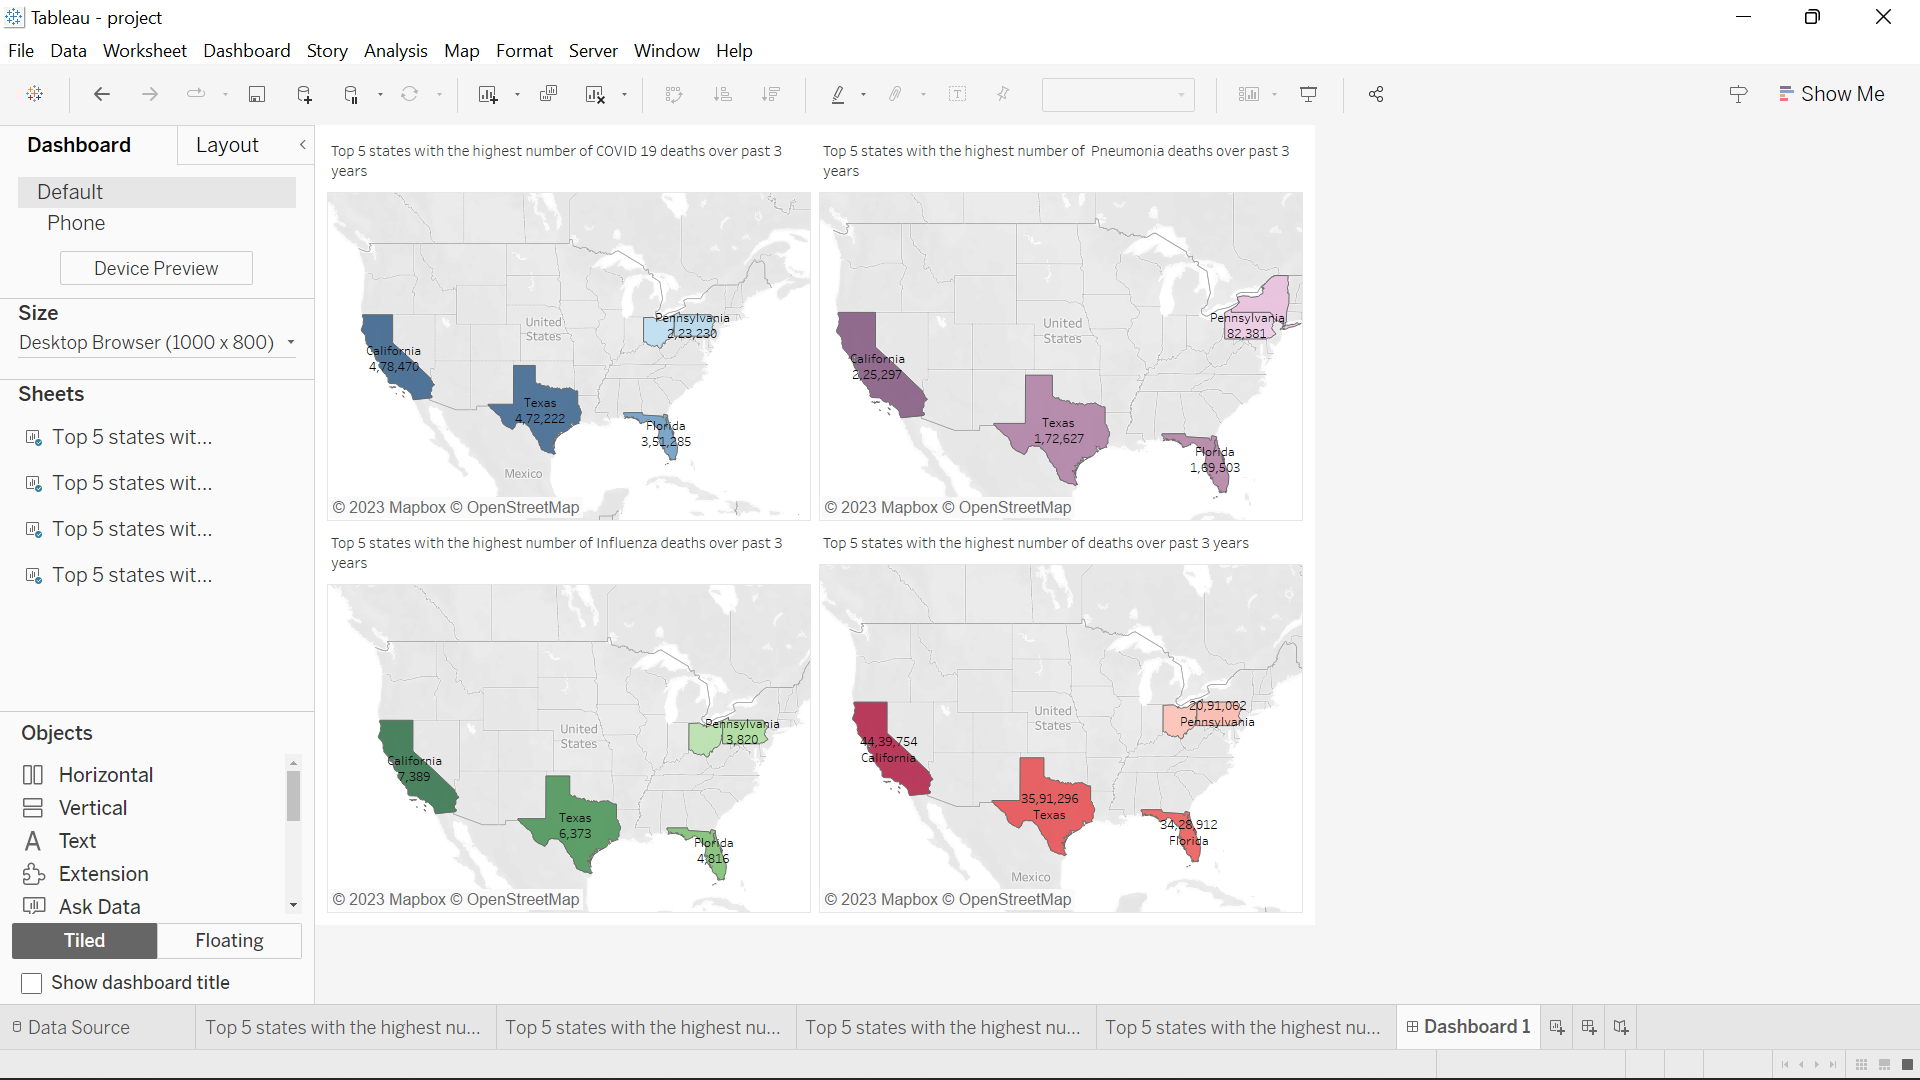 Tableau - project
File Data Worksheet Dashboard Story Analysis Map Format Server Window Help
Show Me
Dashboard
Layout
Default
Phone
Device Preview
Size
Desktop Browser (1000 x 800)
Sheets
Top 5 states wit...
Top 5 states wit...
Top 5 states wit...
Top 5 states wit...
Objects
Horizontal
Vertical
Text
Extension
Ask Data
Tiled
Floating
Show dashboard title
Top 5 states with the highest number of COVID 19 deaths over past 3
years
United
States
Mexico
California
4,78,470
Texas
4,72,222
Florida
3,51,285
Pennsylvania
2,23,230
© 2023 Mapbox © OpenStreetMap
Top 5 states with the highest number of Pneumonia deaths over past 3
years
United
States
California
2,25,297
Texas
1,72,627
Florida
1,69,503
Pennsylvania
82,381
© 2023 Mapbox © OpenStreetMap
Top 5 states with the highest number of Influenza deaths over past 3
years
United
States
California
7,389
Texas
6,373
Florida
4,816
Pennsylvania
3,820
© 2023 Mapbox © OpenStreetMap
Top 5 states with the highest number of deaths over past 3 years
United
States
Mexico
44,39,754
California
35,91,296
Texas
34,28,912
Florida
20,91,062
Pennsylvania
© 2023 Mapbox © OpenStreetMap
Data Source
Top 5 states with the highest nu...
Top 5 states with the highest nu...
Top 5 states with the highest nu...
Top 5 states with the highest nu...
Dashboard 1